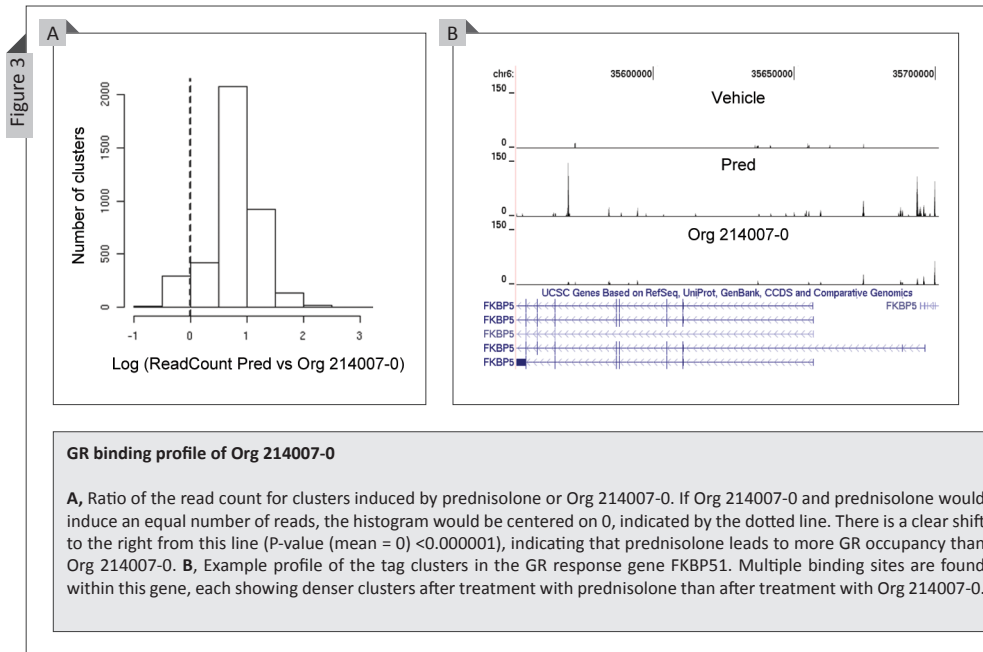 Figure 3
A
2000
1500
1000
500
0
Number of clusters
-1 0 1 2 3
Log (ReadCount Pred vs Org 214007-0)
B
chr6: 35600000 35650000 35700000
150
Vehicle
0
150
Pred
0
150
Org 214007-0
0
UCSC Genes Based on RefSeq, UniProt, GenBank, CCDS and Comparative Genomics
FKBP5 FKBP5
FKBP5
FKBP5
FKBP5
FKBP5
GR binding profile of Org 214007-0
A, Ratio of the read count for clusters induced by prednisolone or Org 214007-0. If Org 214007-0 and prednisolone would
induce an equal number of reads, the histogram would be centered on 0, indicated by the dotted line. There is a clear shift
to the right from this line (P-value (mean = 0) <0.000001), indicating that prednisolone leads to more GR occupancy than
Org 214007-0. B, Example profile of the tag clusters in the GR response gene FKBP51. Multiple binding sites are found
within this gene, each showing denser clusters after treatment with prednisolone than after treatment with Org 214007-0.